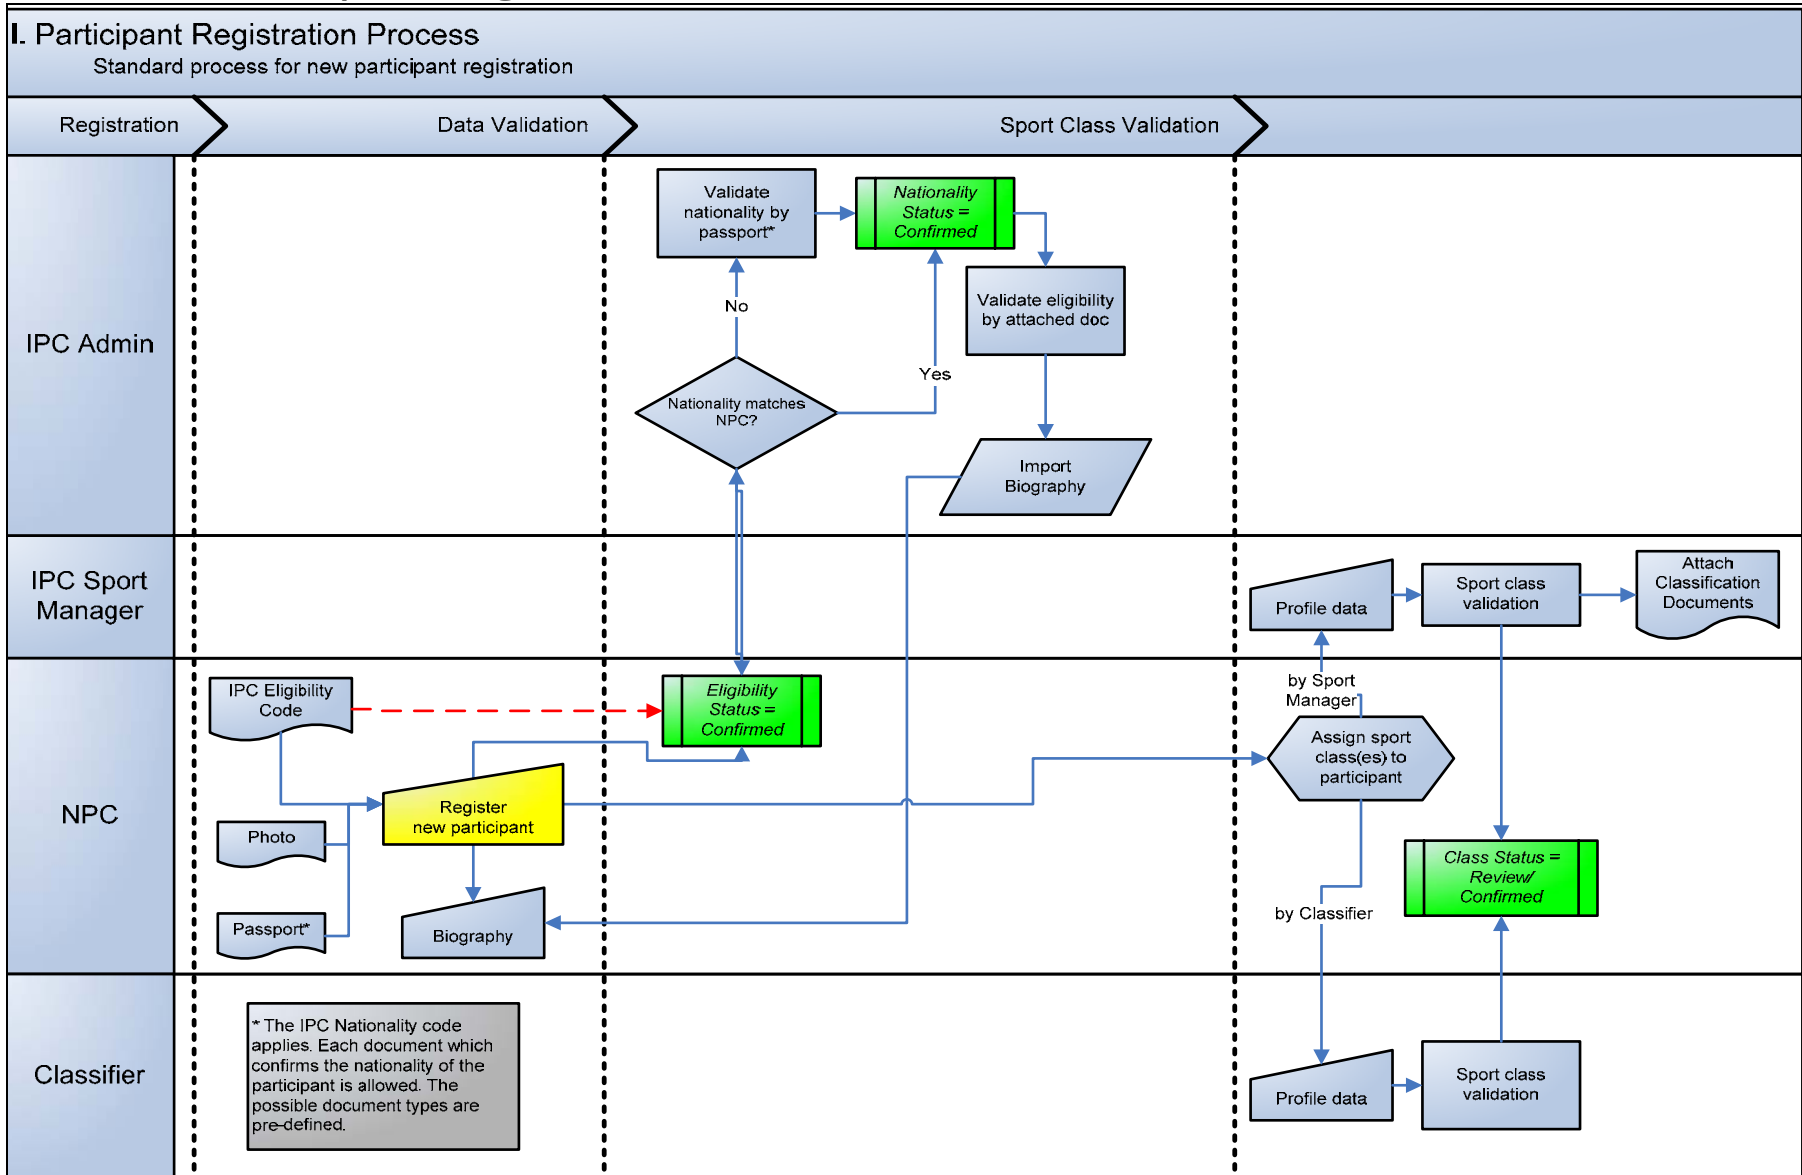 I. Participant Registration Process
Standard process for new participant registration
Registration
Data Validation
Sport Class Validation
IPC Admin
Validate
nationality by
passport*
Nationality
Status =
Confirmed
Validate eligibility
by attached doc
No
Yes
Nationality matches
NPC?
Import
Biography
IPC Sport
Manager
Profile data
Sport class
validation
Attach
Classification
Documents
NPC
IPC Eligibility
Code
Eligibility
Status =
Confirmed
by Sport
Manager
Assign sport
class(es) to
participant
Register
new participant
Photo
Passport*
Biography
Class Status =
Review/
Confirmed
by Classifier
Classifier
* The IPC Nationality code
applies. Each document which
confirms the nationality of the
participant is allowed. The
possible document types are
pre-defined.
Profile data
Sport class
validation